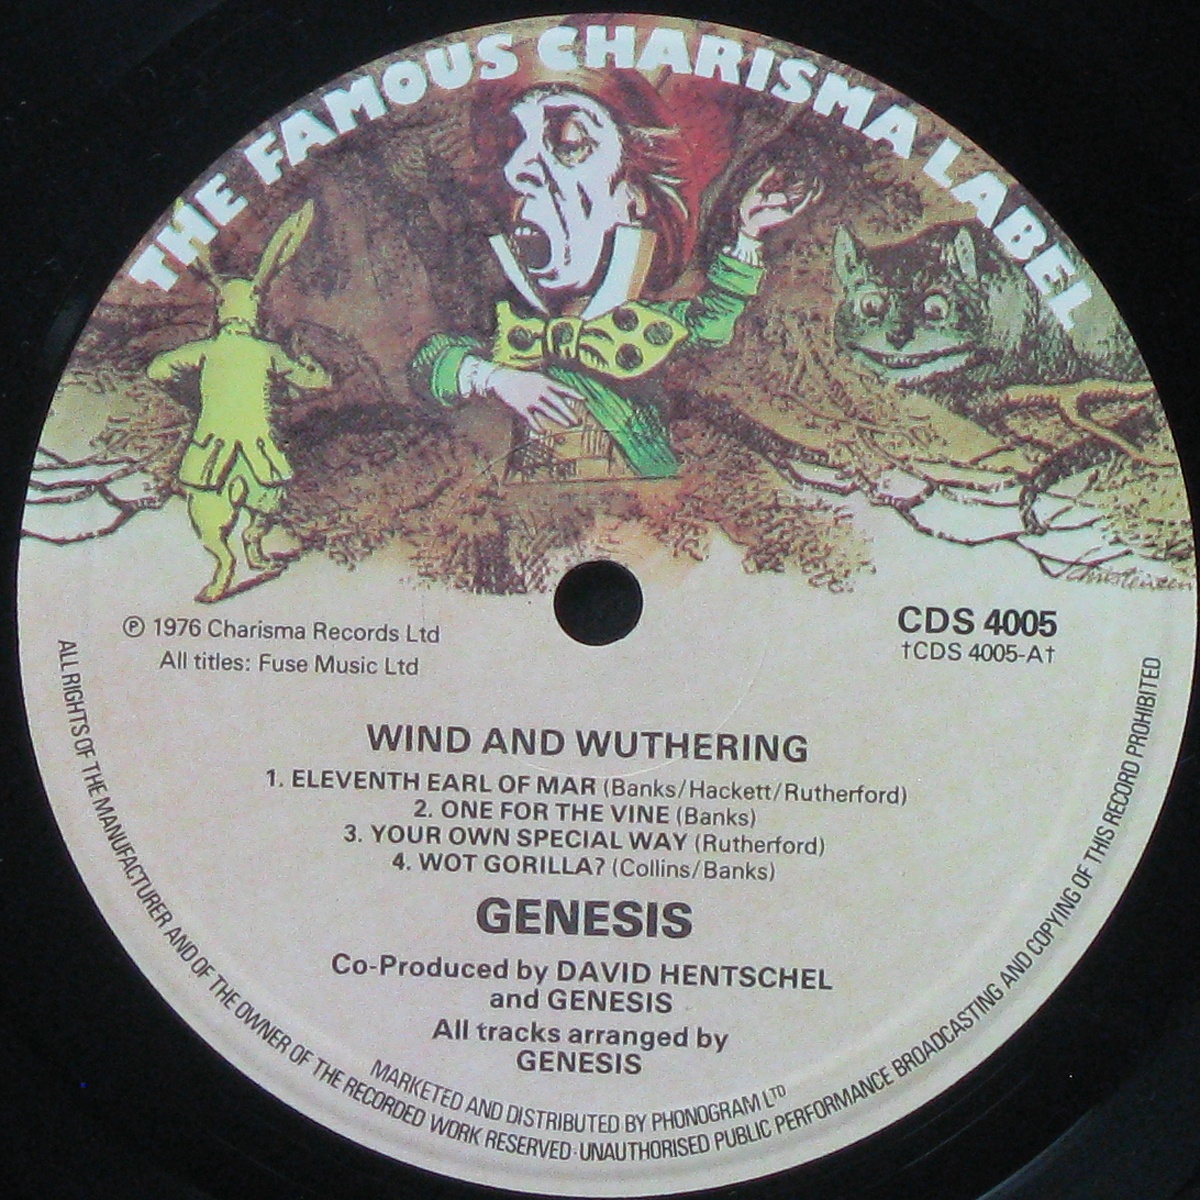 THE FAMOUS CHARISMA LABEL
Christensen
℗ 1976 Charisma Records Ltd
All titles: Fuse Music Ltd
CDS 4005
†CDS 4005-A†
WIND AND WUTHERING
1. ELEVENTH EARL OF MAR (Banks/Hackett/Rutherford)
2. ONE FOR THE VINE (Banks)
3. YOUR OWN SPECIAL WAY (Rutherford)
4. WOT GORILLA? (Collins/Banks)
GENESIS
Co-Produced by DAVID HENTSCHEL
and GENESIS
All tracks arranged by
GENESIS
MARKETED AND DISTRIBUTED BY PHONOGRAM LTD
ALL RIGHTS OF THE MANUFACTURER AND OF THE OWNER OF THE RECORDED WORK RESERVED · UNAUTHORISED PUBLIC PERFORMANCE BROADCASTING AND COPYING OF THIS RECORD PROHIBITED